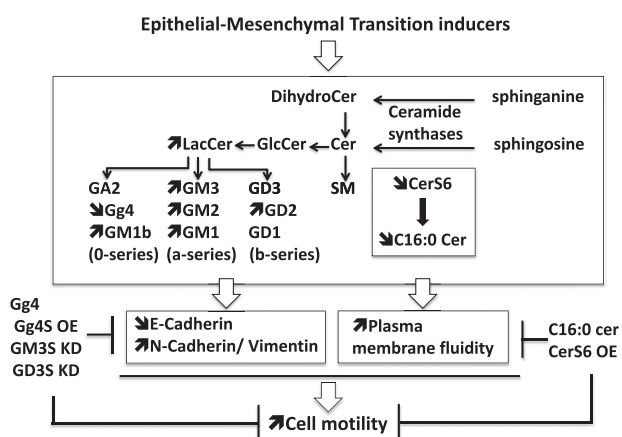 Epithelial-Mesenchymal Transition inducers
DihydroCer
sphinganine
Ceramide
synthases
LacCer
GlcCer
Cer
sphingosine
GA2
GM3
GD3
SM
CerS6
Gg4
GM2
GD2
GM1b
GM1
GD1
C16:0 Cer
(0-series)
(a-series)
(b-series)
Gg4
Gg4S OE
GM3S KD
GD3S KD
E-Cadherin
N-Cadherin/ Vimentin
Plasma
membrane fluidity
C16:0 cer
CerS6 OE
Cell motility